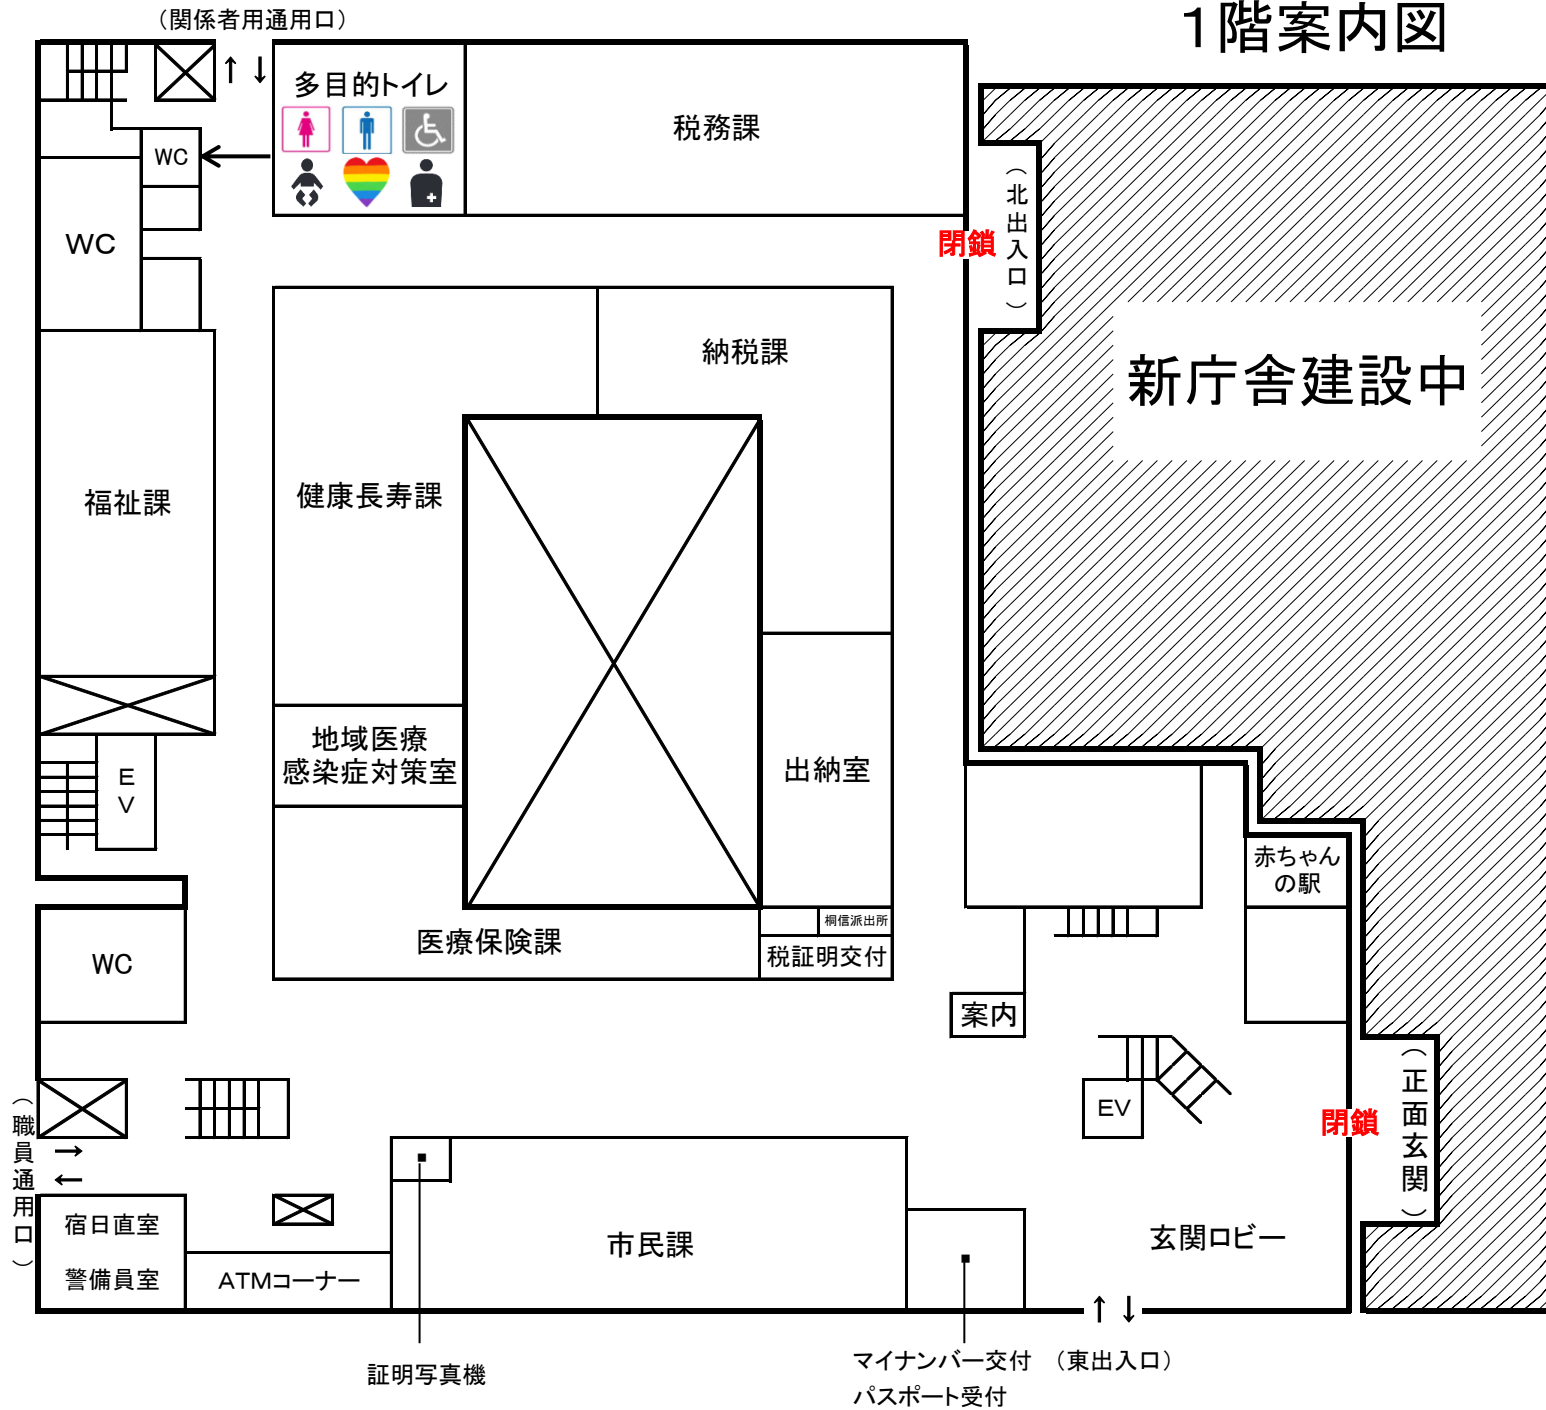 1階案内図
（関係者用通用口）
↑ ↓
多目的トイレ
税務課
WC
WC
（北出入口）
閉鎖
納税課
新庁舎建設中
健康長寿課
福祉課
地域医療
感染症対策室
出納室
EV
赤ちゃん
の駅
桐信派出所
医療保険課
税証明交付
WC
案内
（正面玄関）
閉鎖
EV
（職員通用口）
→
←
宿日直室
警備員室
ATMコーナー
市民課
玄関ロビー
↑ ↓
証明写真機
マイナンバー交付
パスポート受付
（東出入口）